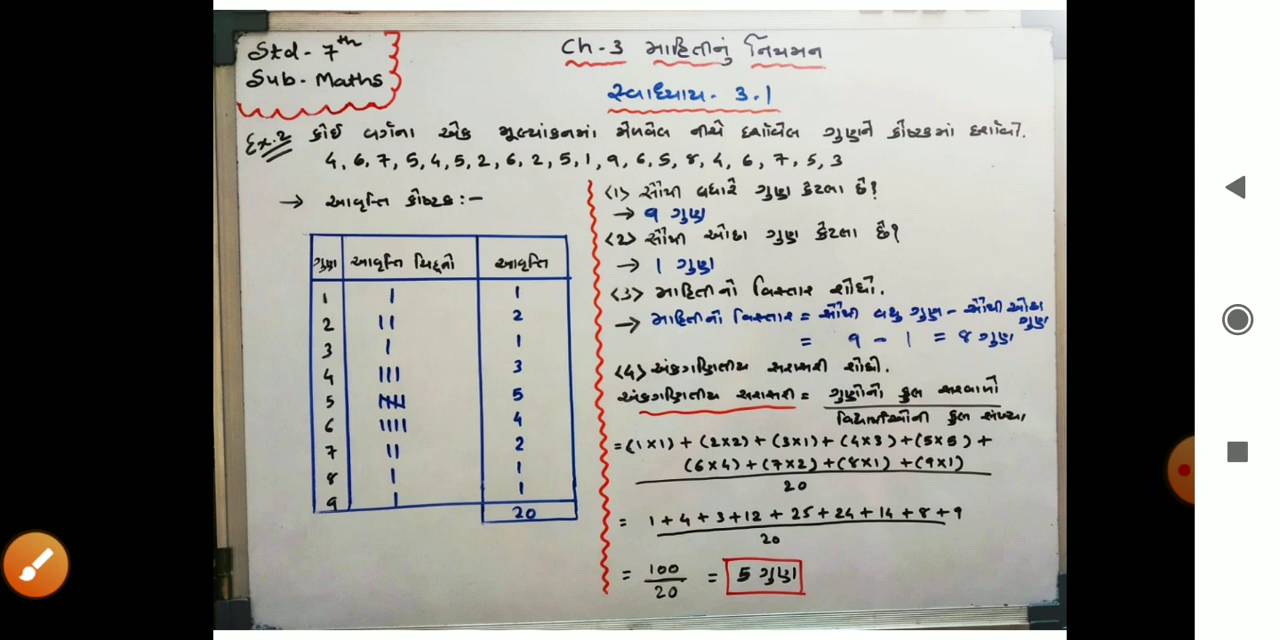 Std - 7th
Sub - Maths
Ch-3 માહિતીનું નિયમન
સ્વાધ્યાય - 3.1
Ex.2 કોઈ વર્ગના એક મૂલ્યાંકનમાં મેળવેલ નીચે દર્શાવેલ ગુણને કોષ્ટકમાં દર્શાવો.
4, 6, 7, 5, 4, 5, 2, 6, 2, 5, 1, 9, 6, 5, 8, 4, 6, 7, 5, 3
→ આવૃત્તિ કોષ્ટક :-
ગુણ આવૃત્તિ ચિહ્નો આવૃત્તિ
1 | 1
2 || 2
3 | 1
4 ||| 3
5 ~~||||~~ 5
6 |||| 4
7 || 2
8 | 1
9 | 1
20
<1> સૌથી વધારે ગુણ કેટલા છે?
→ 9 ગુણ
<2> સૌથી ઓછા ગુણ કેટલા છે?
→ 1 ગુણ
<3> માહિતીનો વિસ્તાર શોધો.
→ માહિતીનો વિસ્તાર = સૌથી વધુ ગુણ - સૌથી ઓછા ગુણ
= 9 - 1 = 8 ગુણ
<4> અંકગણિતીય સરાસરી શોધો.
અંકગણિતીય સરાસરી = ગુણોનો કુલ સરવાળો
વિદ્યાર્થીઓની કુલ સંખ્યા
= (1×1) + (2×2) + (3×1) + (4×3) + (5×5) +
(6×4) + (7×2) + (8×1) + (9×1)
20
= 1 + 4 + 3 + 12 + 25 + 24 + 14 + 8 + 9
20
= 100
20 = 5 ગુણ